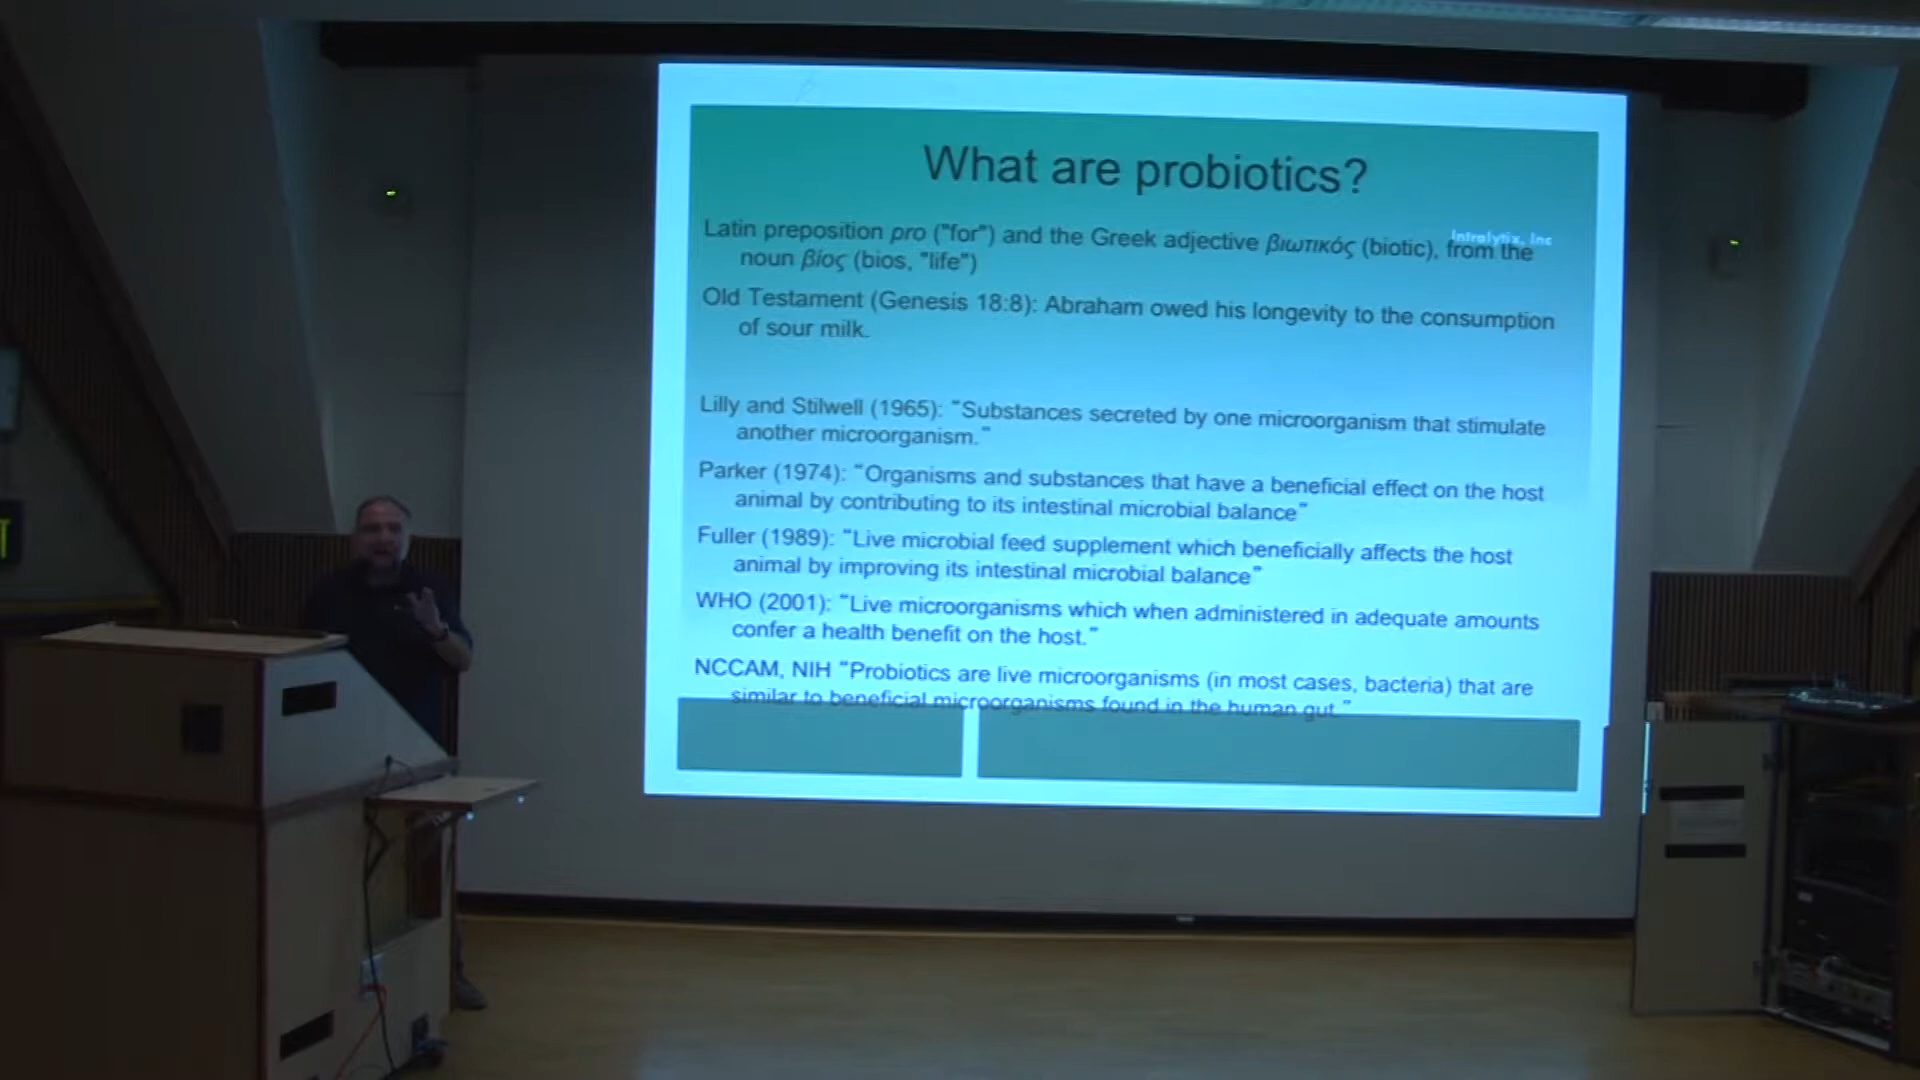 What are probiotics?
Intralytix, Inc
Latin preposition pro ("for") and the Greek adjective βιωτικός (biotic), from the
noun βίος (bios, "life")
Old Testament (Genesis 18:8): Abraham owed his longevity to the consumption
of sour milk.
Lilly and Stilwell (1965): "Substances secreted by one microorganism that stimulate
another microorganism."
Parker (1974): "Organisms and substances that have a beneficial effect on the host
animal by contributing to its intestinal microbial balance"
Fuller (1989): "Live microbial feed supplement which beneficially affects the host
animal by improving its intestinal microbial balance"
WHO (2001): "Live microorganisms which when administered in adequate amounts
confer a health benefit on the host."
NCCAM, NIH "Probiotics are live microorganisms (in most cases, bacteria) that are
similar to beneficial microorganisms found in the human gut."